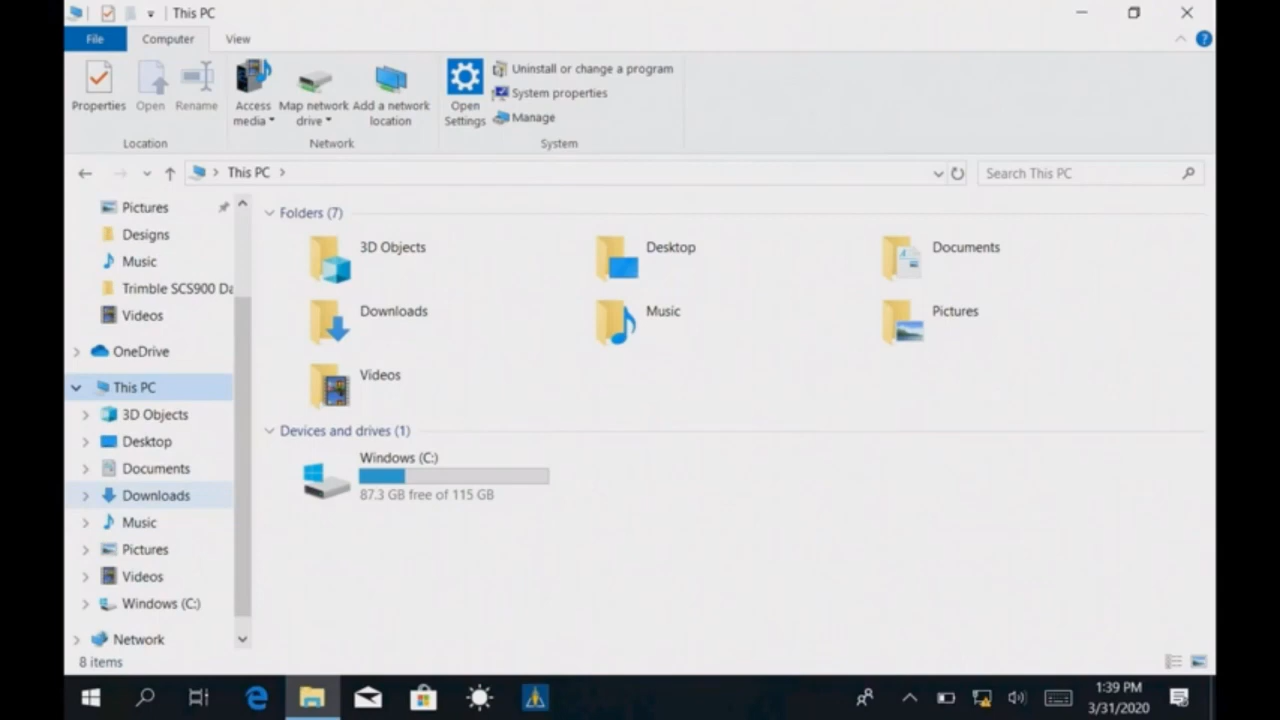 This PC
File Computer View
Properties Open Rename Access media Map network drive Add a network location Open Settings
Uninstall or change a program
System properties
Manage
Location Network System
This PC
Search This PC
Pictures
Designs
Music
Trimble SCS900 Da
Videos
OneDrive
This PC
3D Objects
Desktop
Documents
Downloads
Music
Pictures
Videos
Windows (C:)
Network
Folders (7)
3D Objects Desktop Documents
Downloads Music Pictures
Videos
Devices and drives (1)
Windows (C:)
87.3 GB free of 115 GB
8 items
1:39 PM
3/31/2020